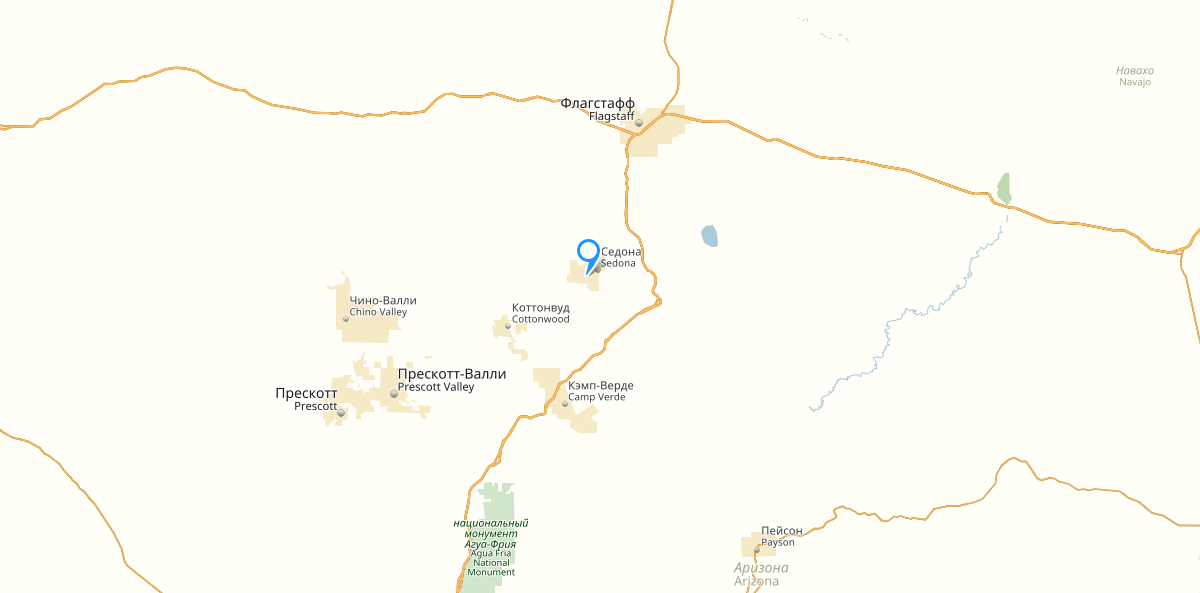 Навахо
Navajo
Флагстафф
Flagstaff
Седона
Sedona
Чино-Валли
Chino Valley
Коттонвуд
Cottonwood
Прескотт-Валли
Prescott Valley
Прескотт
Prescott
Кэмп-Верде
Camp Verde
национальный
монумент
Агуа-Фрия
Agua Fria
National
Monument
Пейсон
Payson
Аризона
Arizona